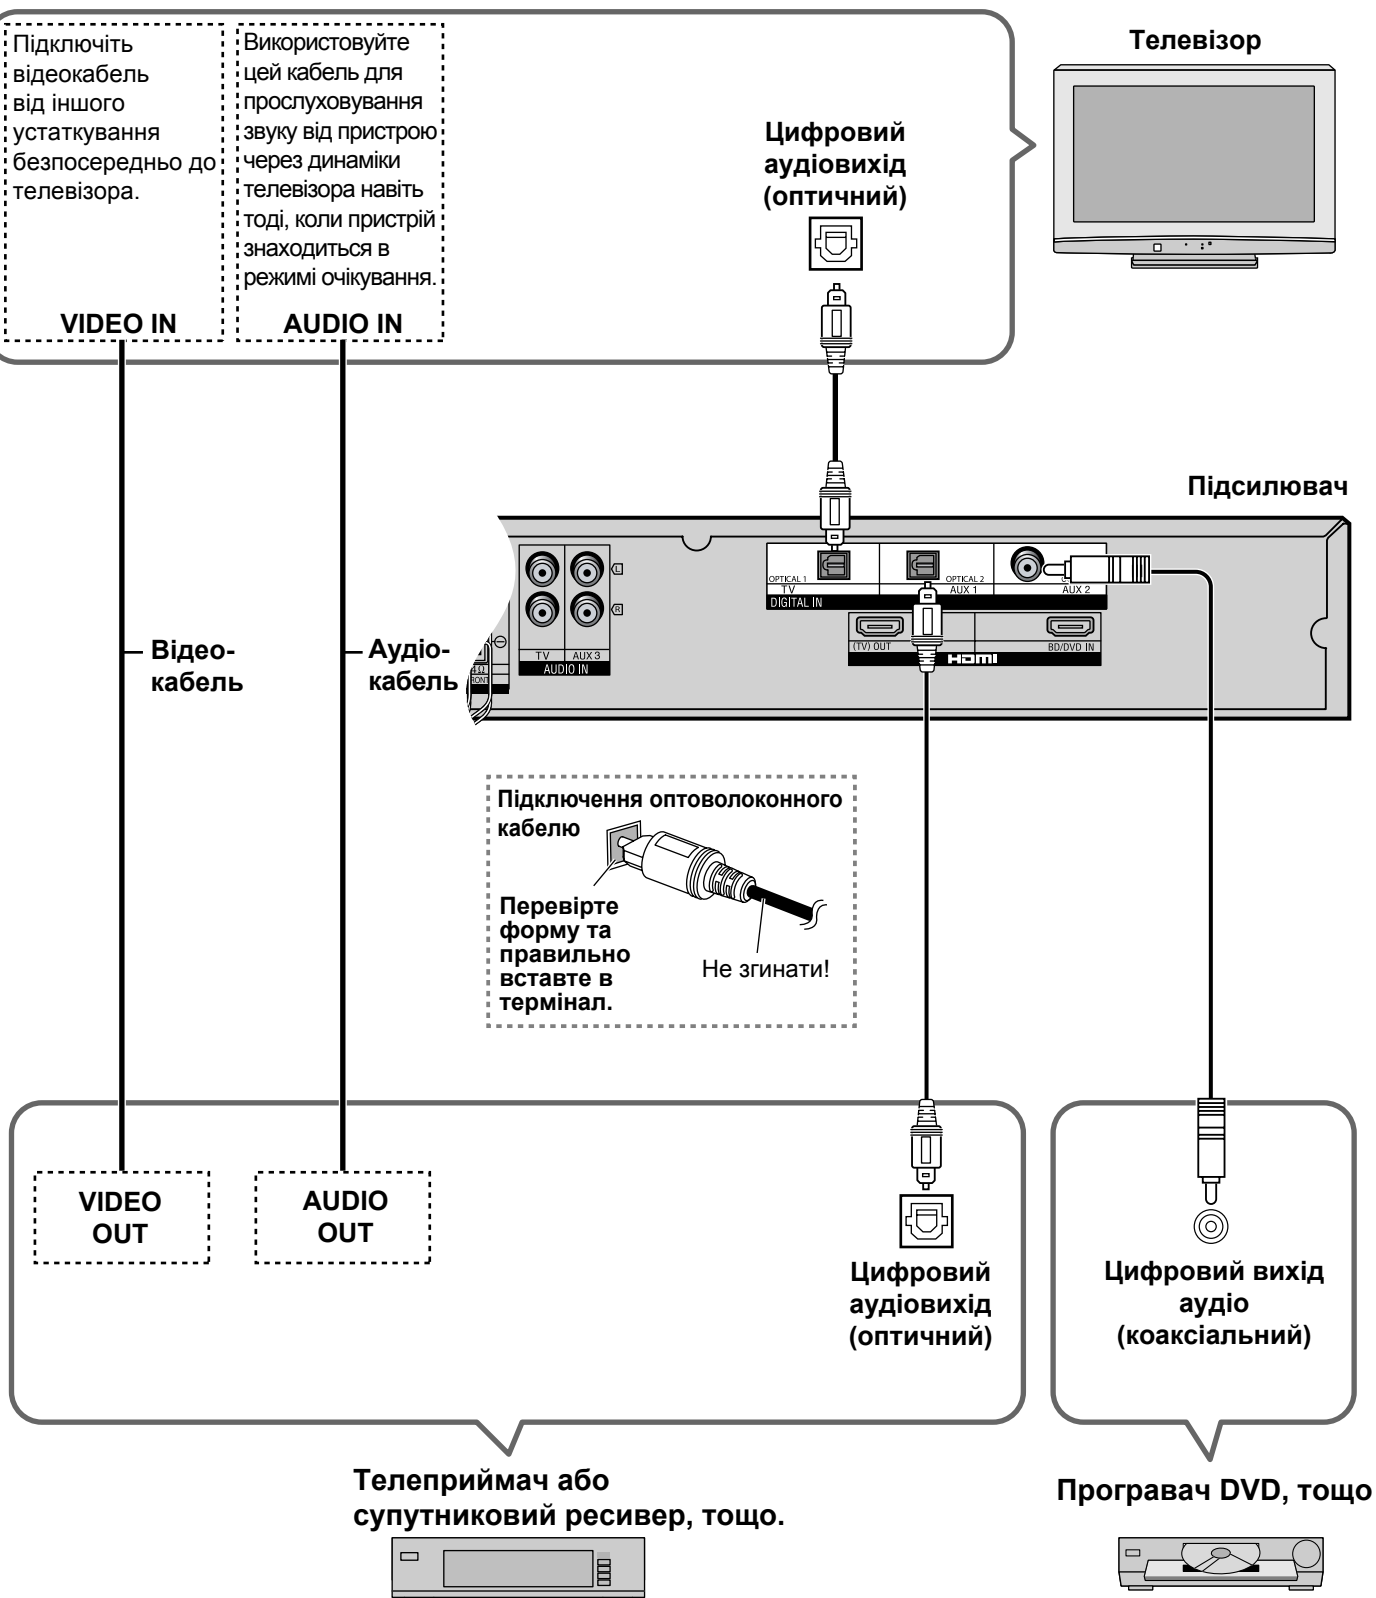 Підключіть
відеокабель
від іншого
устаткування
безпосередньо до
телевізора.
VIDEO IN
Використовуйте
цей кабель для
прослуховування
звуку від пристрою
через динаміки
телевізора навіть
тоді, коли пристрій
знаходиться в
режимі очікування.
AUDIO IN
Цифровий
аудіовихід
(оптичний)
Телевізор
Підсилювач
L
R
TV
AUX 3
AUDIO IN
OPTICAL 1
TV
OPTICAL 2
AUX 1
AUX 2
DIGITAL IN
(TV) OUT
HDMI
BD/DVD IN
4Ω
Відео-
кабель
Аудіо-
кабель
Підключення оптоволоконного
кабелю
Перевірте
форму та
правильно
вставте в
термінал.
Не згинати!
VIDEO
OUT
AUDIO
OUT
Цифровий
аудіовихід
(оптичний)
Цифровий вихід
аудіо
(коаксіальний)
Телеприймач або
супутниковий ресивер, тощо.
Програвач DVD, тощо